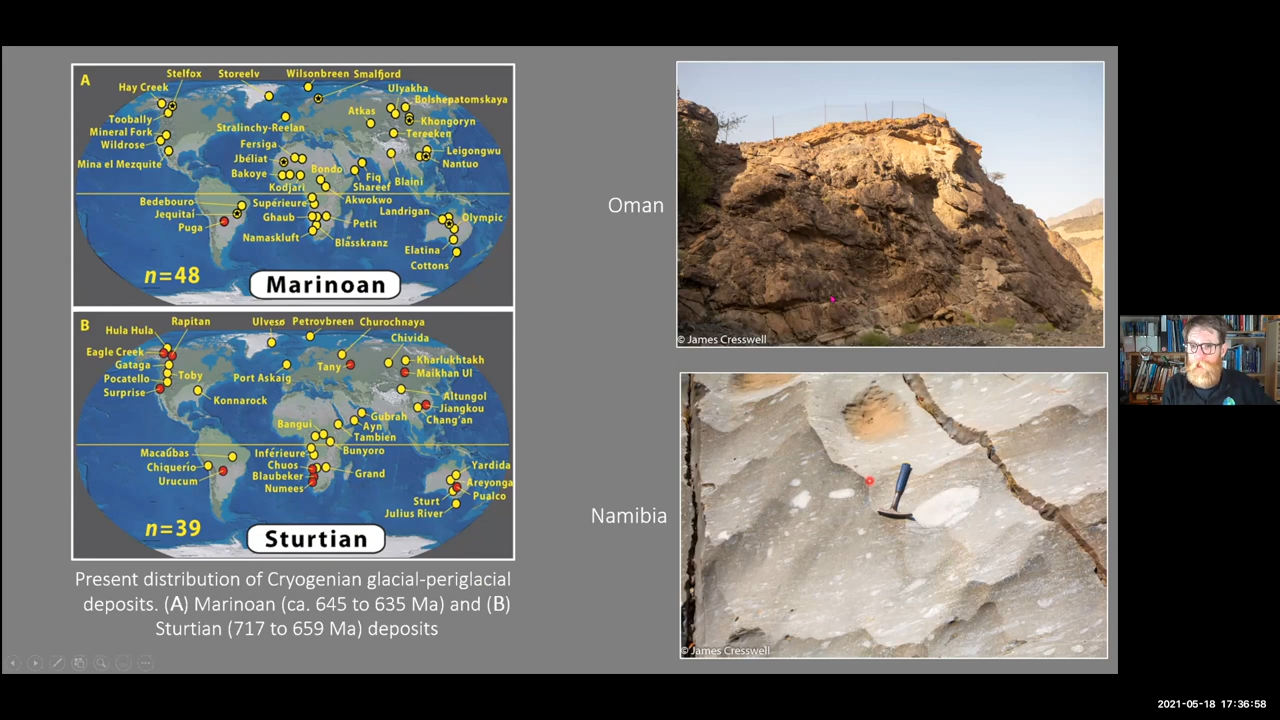 A
Stelfox
Storeelv
Wilsonbreen
Smalfjord
Hay Creek
Ulyakha
Bolshepatomskaya
Atkas
Toobally
Khongoryn
Mineral Fork
Stralinchy-Reelan
Tereeken
Wildrose
Fersiga
Leigongwu
Mina el Mezquite
Jbéliat
Nantuo
Bakoye
Bondo
Fiq
Blaini
Kodjari
Shareef
Akwokwo
Bedebouro
Supérieure
Landrigan
Jequitaí
Ghaub
Petit
Olympic
Puga
Namaskluft
Blasskranz
Elatina
Cottons
n=48
Marinoan
B
Hula Hula
Rapitan
Ulvesø
Petrovbreen
Churochnaya
Chivida
Eagle Creek
Kharlukhtakh
Gataga
Tany
Maikhan Ul
Pocatello
Toby
Port Askaig
Surprise
Konnarock
Altungol
Jiangkou
Chang'an
Gubrah
Bangui
Ayn
Tambien
Bunyoro
Macaúbas
Inférieure
Chiquerio
Chuos
Grand
Yardida
Urucum
Blaubeker
Areyonga
Numees
Pualco
Sturt
Julius River
n=39
Sturtian
Present distribution of Cryogenian glacial-periglacial
deposits. (A) Marinoan (ca. 645 to 635 Ma) and (B)
Sturtian (717 to 659 Ma) deposits
Oman
© James Cresswell
Namibia
© James Cresswell
2021-05-18 17:36:58